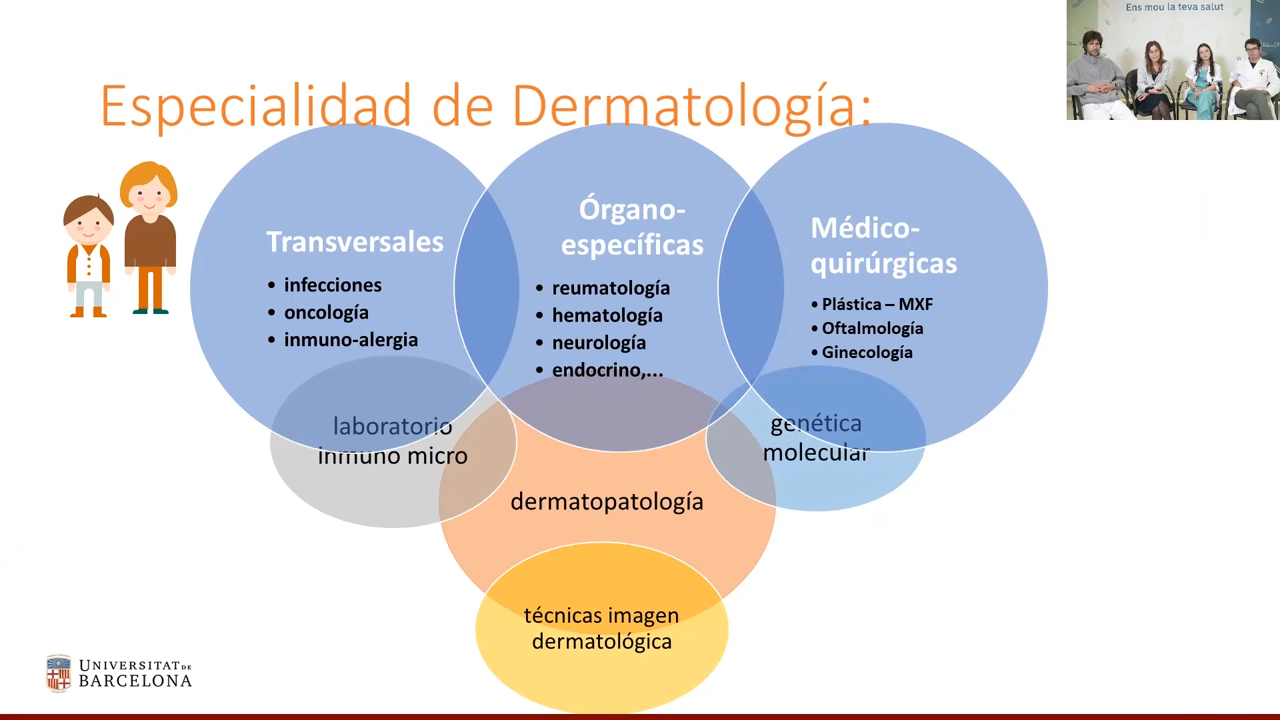 Ens mou la teva salut
Especialidad de Dermatología:
Transversales
• infecciones
• oncología
• inmuno-alergia
Órgano-
específicas
• reumatología
• hematología
• neurología
• endocrino,...
Médico-
quirúrgicas
• Plástica – MXF
• Oftalmología
• Ginecología
laboratorio
inmuno micro
genética
molecular
dermatopatología
técnicas imagen
dermatológica
UNIVERSITAT DE
BARCELONA